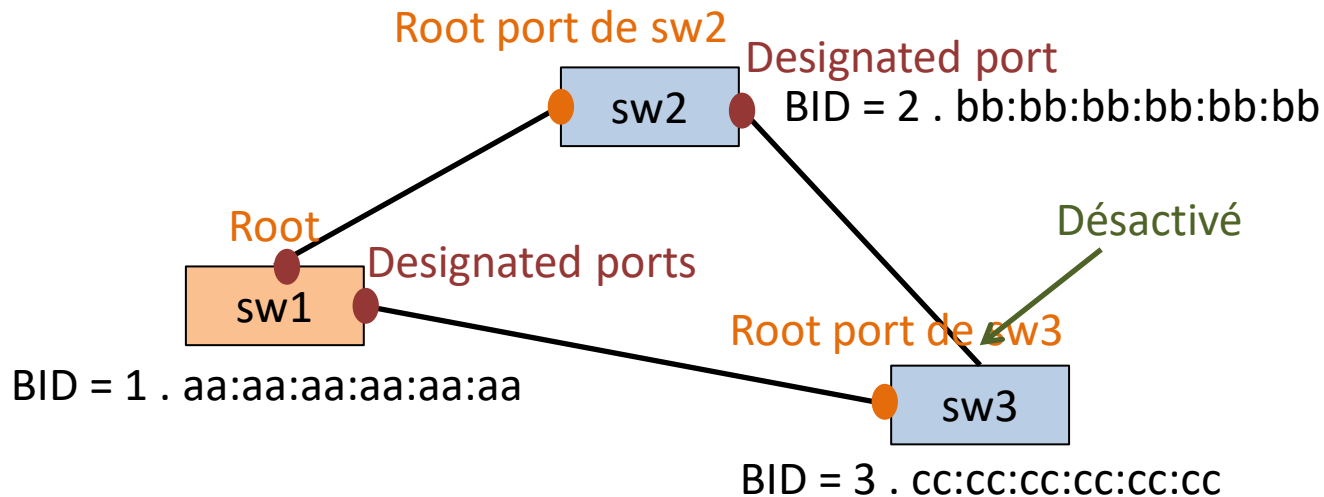 Root port de sw2
Designated port
sw2
BID = 2 . bb:bb:bb:bb:bb:bb
Root
Désactivé
Designated ports
sw1
Root port de sw3
BID = 1 . aa:aa:aa:aa:aa:aa
sw3
BID = 3 . cc:cc:cc:cc:cc:cc